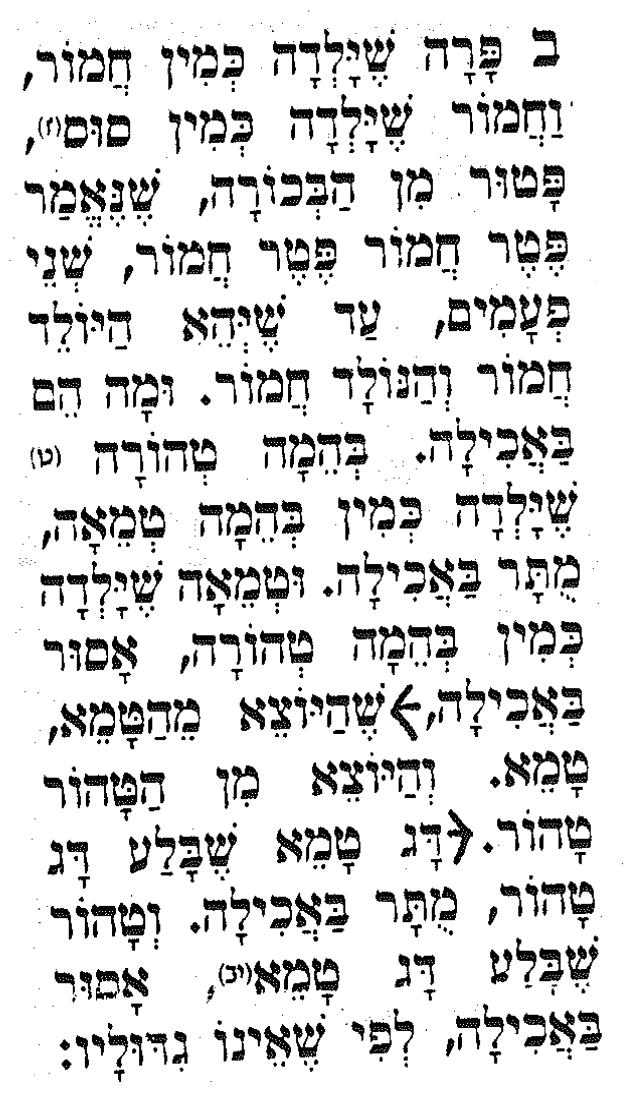 ב פָּרָה שֶׁיָּלְדָה כְּמִין חֲמוֹר,
וַחֲמוֹר שֶׁיָּלְדָה כְּמִין סוּס(ז),
פָּטוּר מִן הַבְּכוֹרָה, שֶׁנֶּאֱמַר
פֶּטֶר חֲמוֹר פֶּטֶר חֲמוֹר, שְׁנֵי
פְּעָמִים, עַד שֶׁיְּהֵא הַיּוֹלֵד
חֲמוֹר וְהַנּוֹלָד חֲמוֹר. וּמָה הֵם
בַּאֲכִילָה. בְּהֵמָה טְהוֹרָה (ט)
שֶׁיָּלְדָה כְּמִין בְּהֵמָה טְמֵאָה,
מֻתָּר בַּאֲכִילָה. וּטְמֵאָה שֶׁיָּלְדָה
כְּמִין בְּהֵמָה טְהוֹרָה, אָסוּר
בַּאֲכִילָה, שֶׁהַיּוֹצֵא מֵהַטָּמֵא,
טָמֵא. וְהַיּוֹצֵא מִן הַטָּהוֹר
טָהוֹר. דָּג טָמֵא שֶׁבָּלַע דָּג
טָהוֹר, מֻתָּר בַּאֲכִילָה. וְטָהוֹר
שֶׁבָּלַע דָּג טָמֵא(יב), אָסוּר
בַּאֲכִילָה, לְפִי שֶׁאֵינוֹ גִדּוּלָיו: